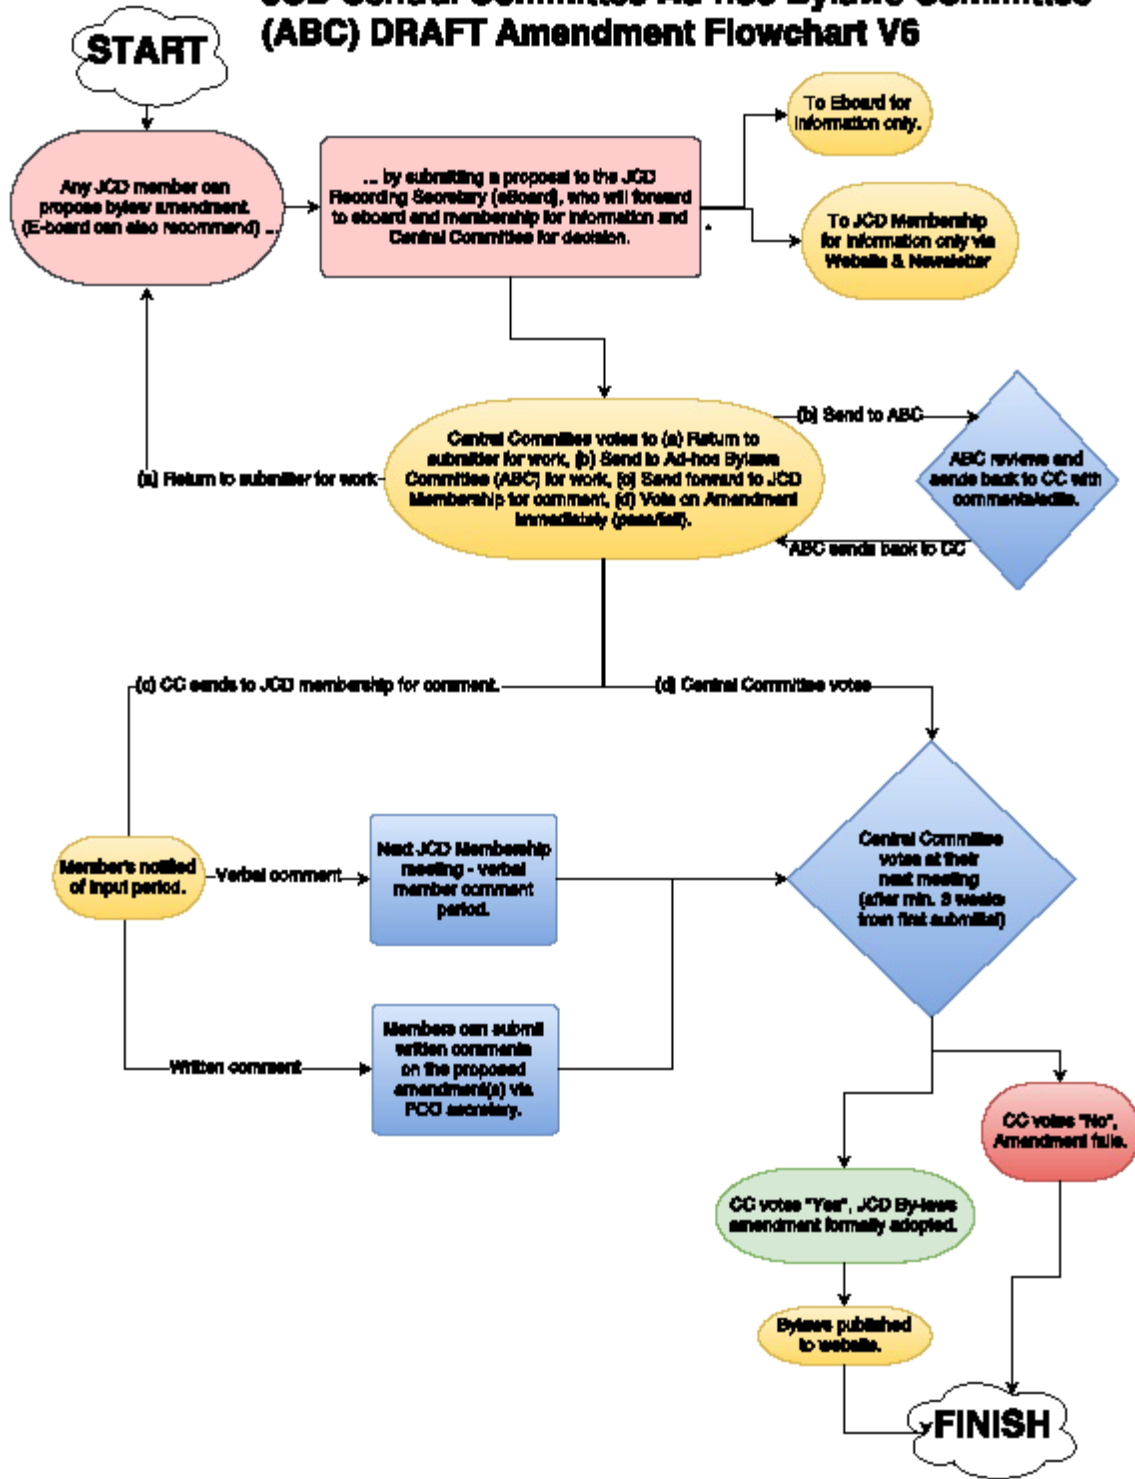 JCD Central Committee Ad-hoc Bylaws Committee
(ABC) DRAFT Amendment Flowchart V6
START
To Eboard for
information only.
Any JCD member can
propose bylaw amendment.
(E-board can also recommend) ...
... by submitting a proposal to the JCD
Recording Secretary (eBoard), who will forward
to eboard and membership for information and
Central Committee for decision.
To JCD Membership
for information only via
Website & Newsletter
(b) Send to ABC
Central Committee votes to (a) Return to
submitter for work, (b) Send to Ad-hoc Bylaws
Committee (ABC) for work, (c) Send forward to JCD
Membership for comment, (d) Vote on Amendment
immediately (pass/fail).
(a) Return to submitter for work
ABC reviews and
sends back to CC with
comments/edits.
ABC sends back to CC
(c) CC sends to JCD membership for comment.
(d) Central Committee votes
Member's notified
of input period.
Verbal comment
Next JCD Membership
meeting - verbal
member comment
period.
Central Committee
votes at their
next meeting
(after min. 3 weeks
from first submittal)
Written comment
Members can submit
written comments
on the proposed
amendment(s) via
PCO secretary.
CC votes "No",
Amendment fails.
CC votes "Yes", JCD By-laws
amendment formally adopted.
Bylaws published
to website.
FINISH